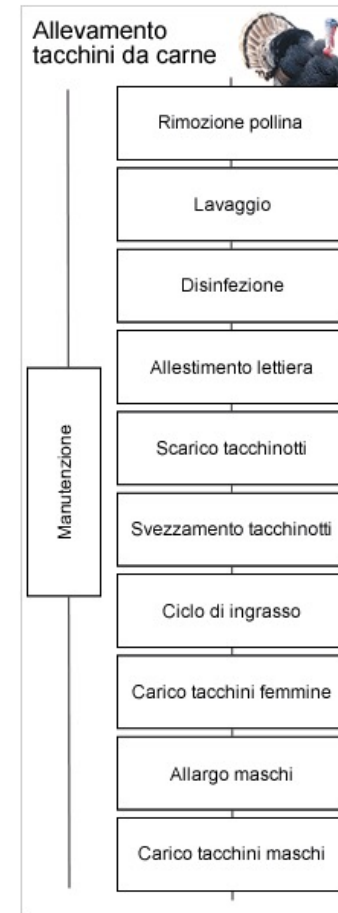 Allevamento
tacchini da carne
Rimozione pollina
Lavaggio
Disinfezione
Allestimento lettiera
Scarico tacchinotti
Svezzamento tacchinotti
Ciclo di ingrasso
Carico tacchini femmine
Allargo maschi
Carico tacchini maschi
Manutenzione